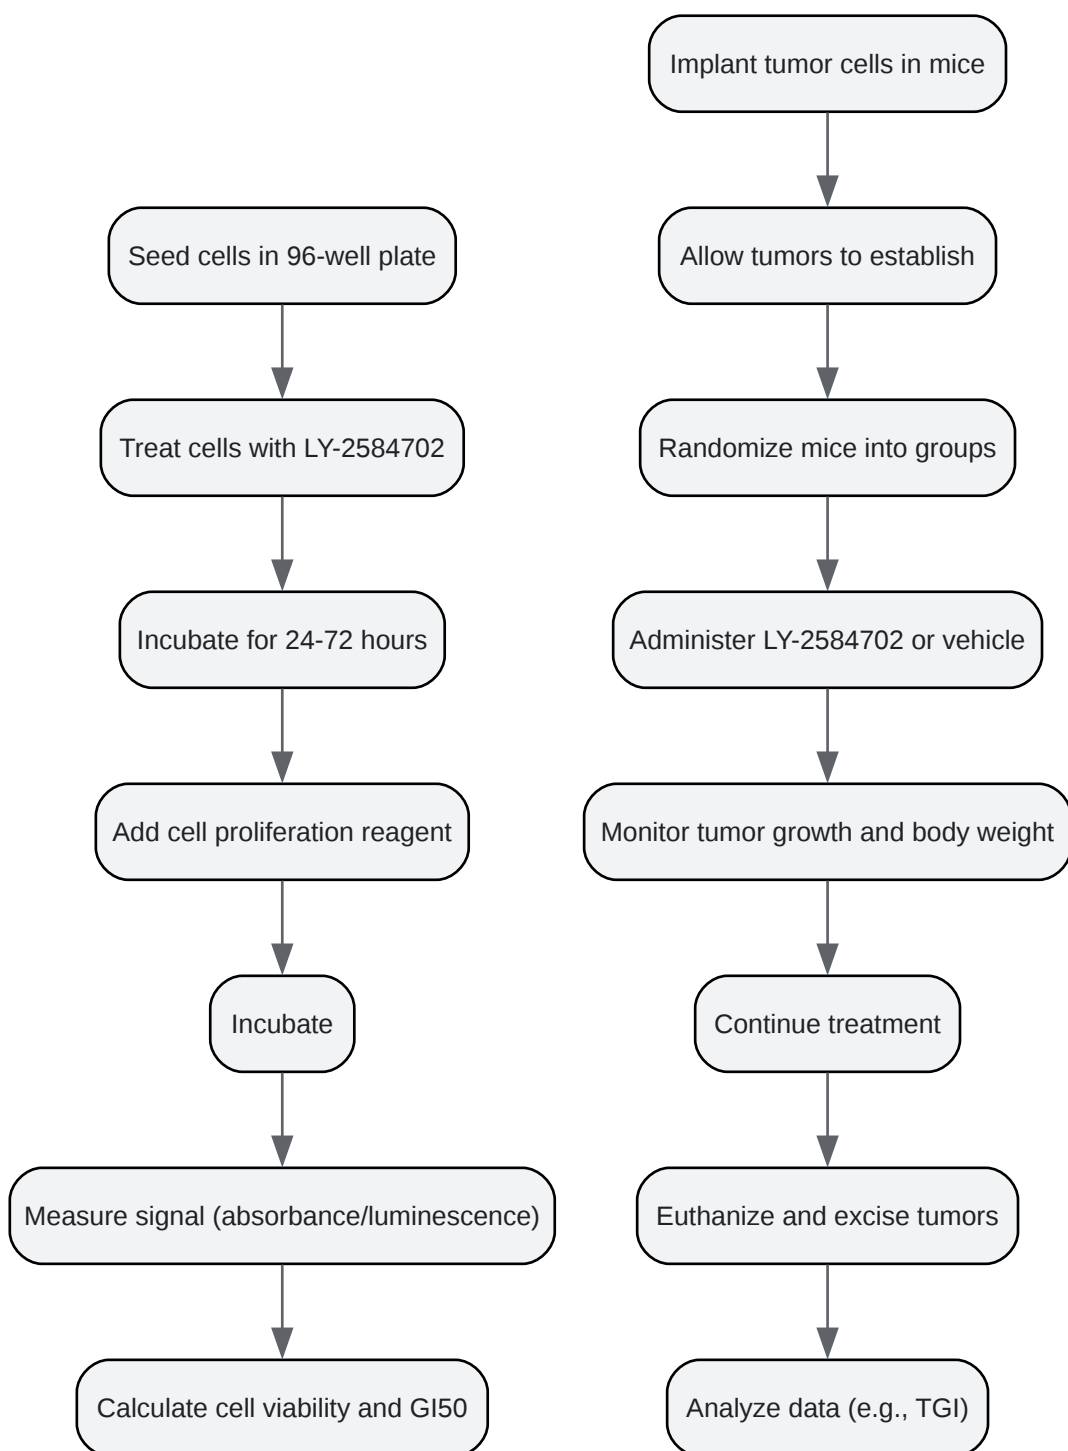 Seed cells in 96-well plate
Treat cells with LY-2584702
Incubate for 24-72 hours
Add cell proliferation reagent
Incubate
Measure signal (absorbance/luminescence)
Calculate cell viability and GI50
Implant tumor cells in mice
Allow tumors to establish
Randomize mice into groups
Administer LY-2584702 or vehicle
Monitor tumor growth and body weight
Continue treatment
Euthanize and excise tumors
Analyze data (e.g., TGI)